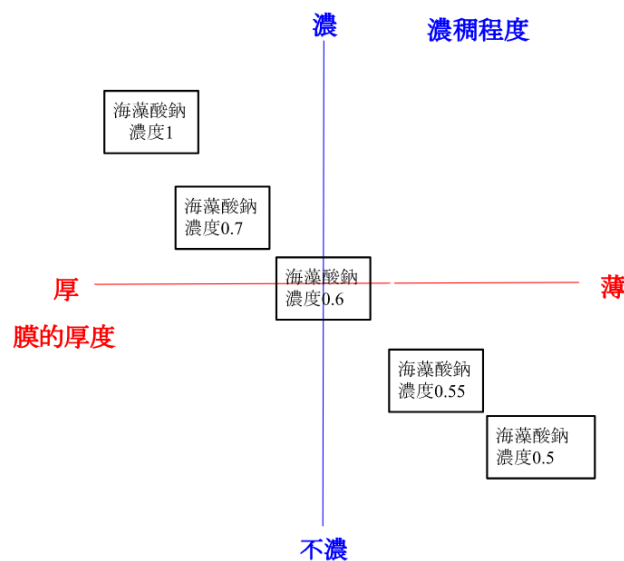 濃
濃稠程度
海藻酸鈉
濃度1
海藻酸鈉
濃度0.7
海藻酸鈉
濃度0.6
厚
薄
膜的厚度
海藻酸鈉
濃度0.55
海藻酸鈉
濃度0.5
不濃